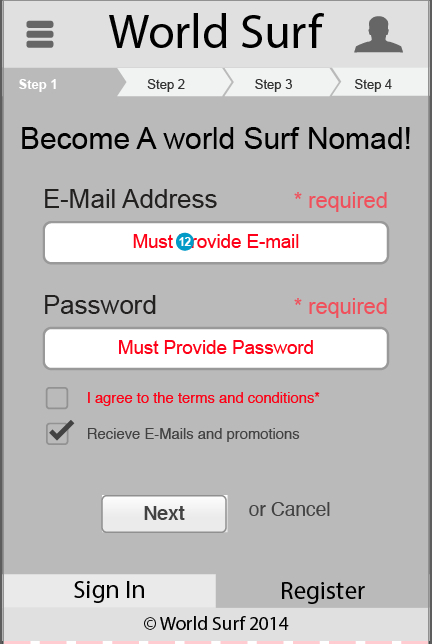 World Surf
Step 1 Step 2 Step 3 Step 4
Become A world Surf Nomad!
E-Mail Address * required
Must 12rovide E-mail
Password * required
Must Provide Password
I agree to the terms and conditions*
Recieve E-Mails and promotions
Next or Cancel
Sign In Register
© World Surf 2014